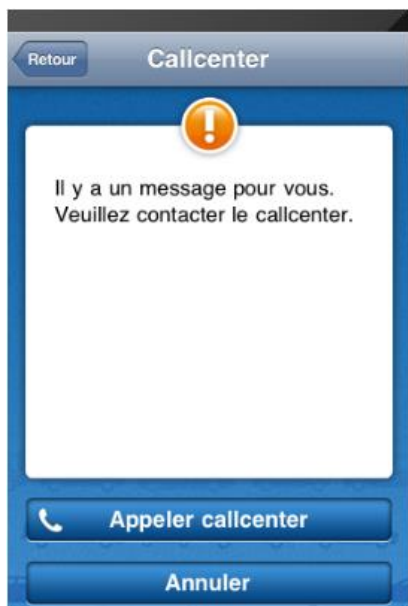 Retour
Callcenter
Il y a un message pour vous.
Veuillez contacter le callcenter.
Appeler callcenter
Annuler